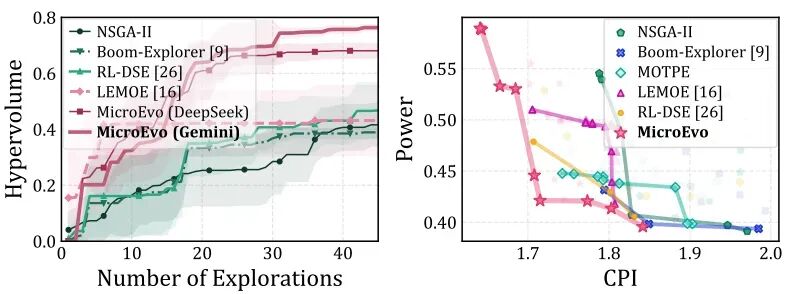 Hypervolume
0.8
0.6
0.4
0.2
0.0
NSGA-II
Boom-Explorer [9]
RL-DSE [26]
LEMOE [16]
MicroEvo (DeepSeek)
MicroEvo (Gemini)
0
10
20
30
40
Number of Explorations
Power
0.55
0.50
0.45
0.40
NSGA-II
Boom-Explorer [9]
MOTPE
LEMOE [16]
RL-DSE [26]
MicroEvo
1.7
1.8
1.9
2.0
CPI